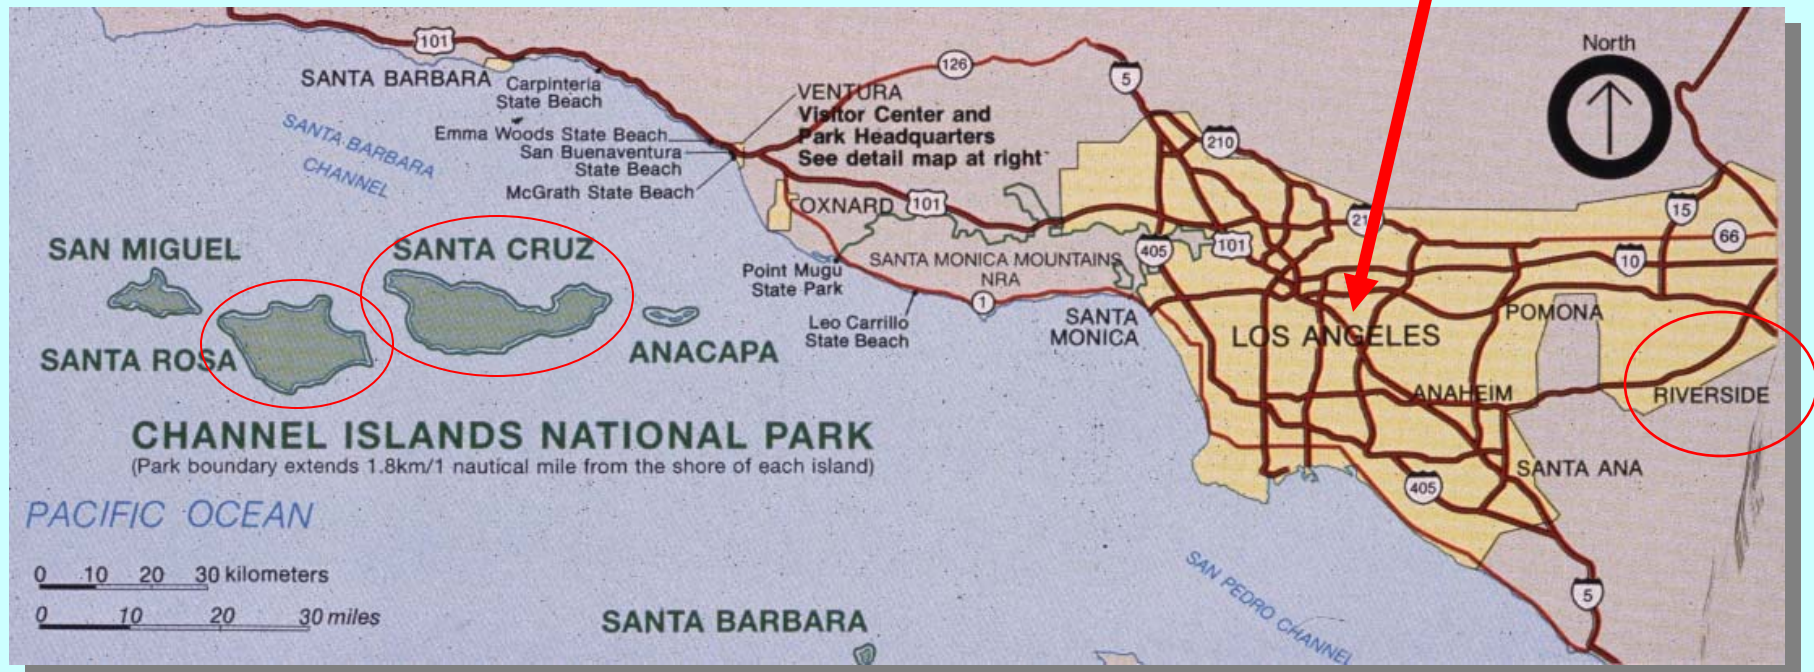 North
101
126
5
SANTA BARBARA
Carpinteria
State Beach
VENTURA
Visitor Center and
Park Headquarters
See detail map at right
SANTA BARBARA
CHANNEL
Emma Woods State Beach
San Buenaventura
State Beach
McGrath State Beach
210
OXNARD
101
210
15
66
SAN MIGUEL
SANTA CRUZ
405
101
10
SANTA MONICA MOUNTAINS
NRA
Point Mugu
State Park
1
SANTA
MONICA
Leo Carrillo
State Beach
POMONA
LOS ANGELES
SANTA ROSA
ANACAPA
ANAHEIM
RIVERSIDE
CHANNEL ISLANDS NATIONAL PARK
(Park boundary extends 1.8km/1 nautical mile from the shore of each island)
SANTA ANA
405
PACIFIC OCEAN
0 10 20 30 kilometers
0 10 20 30 miles
SAN PEDRO CHANNEL
5
SANTA BARBARA